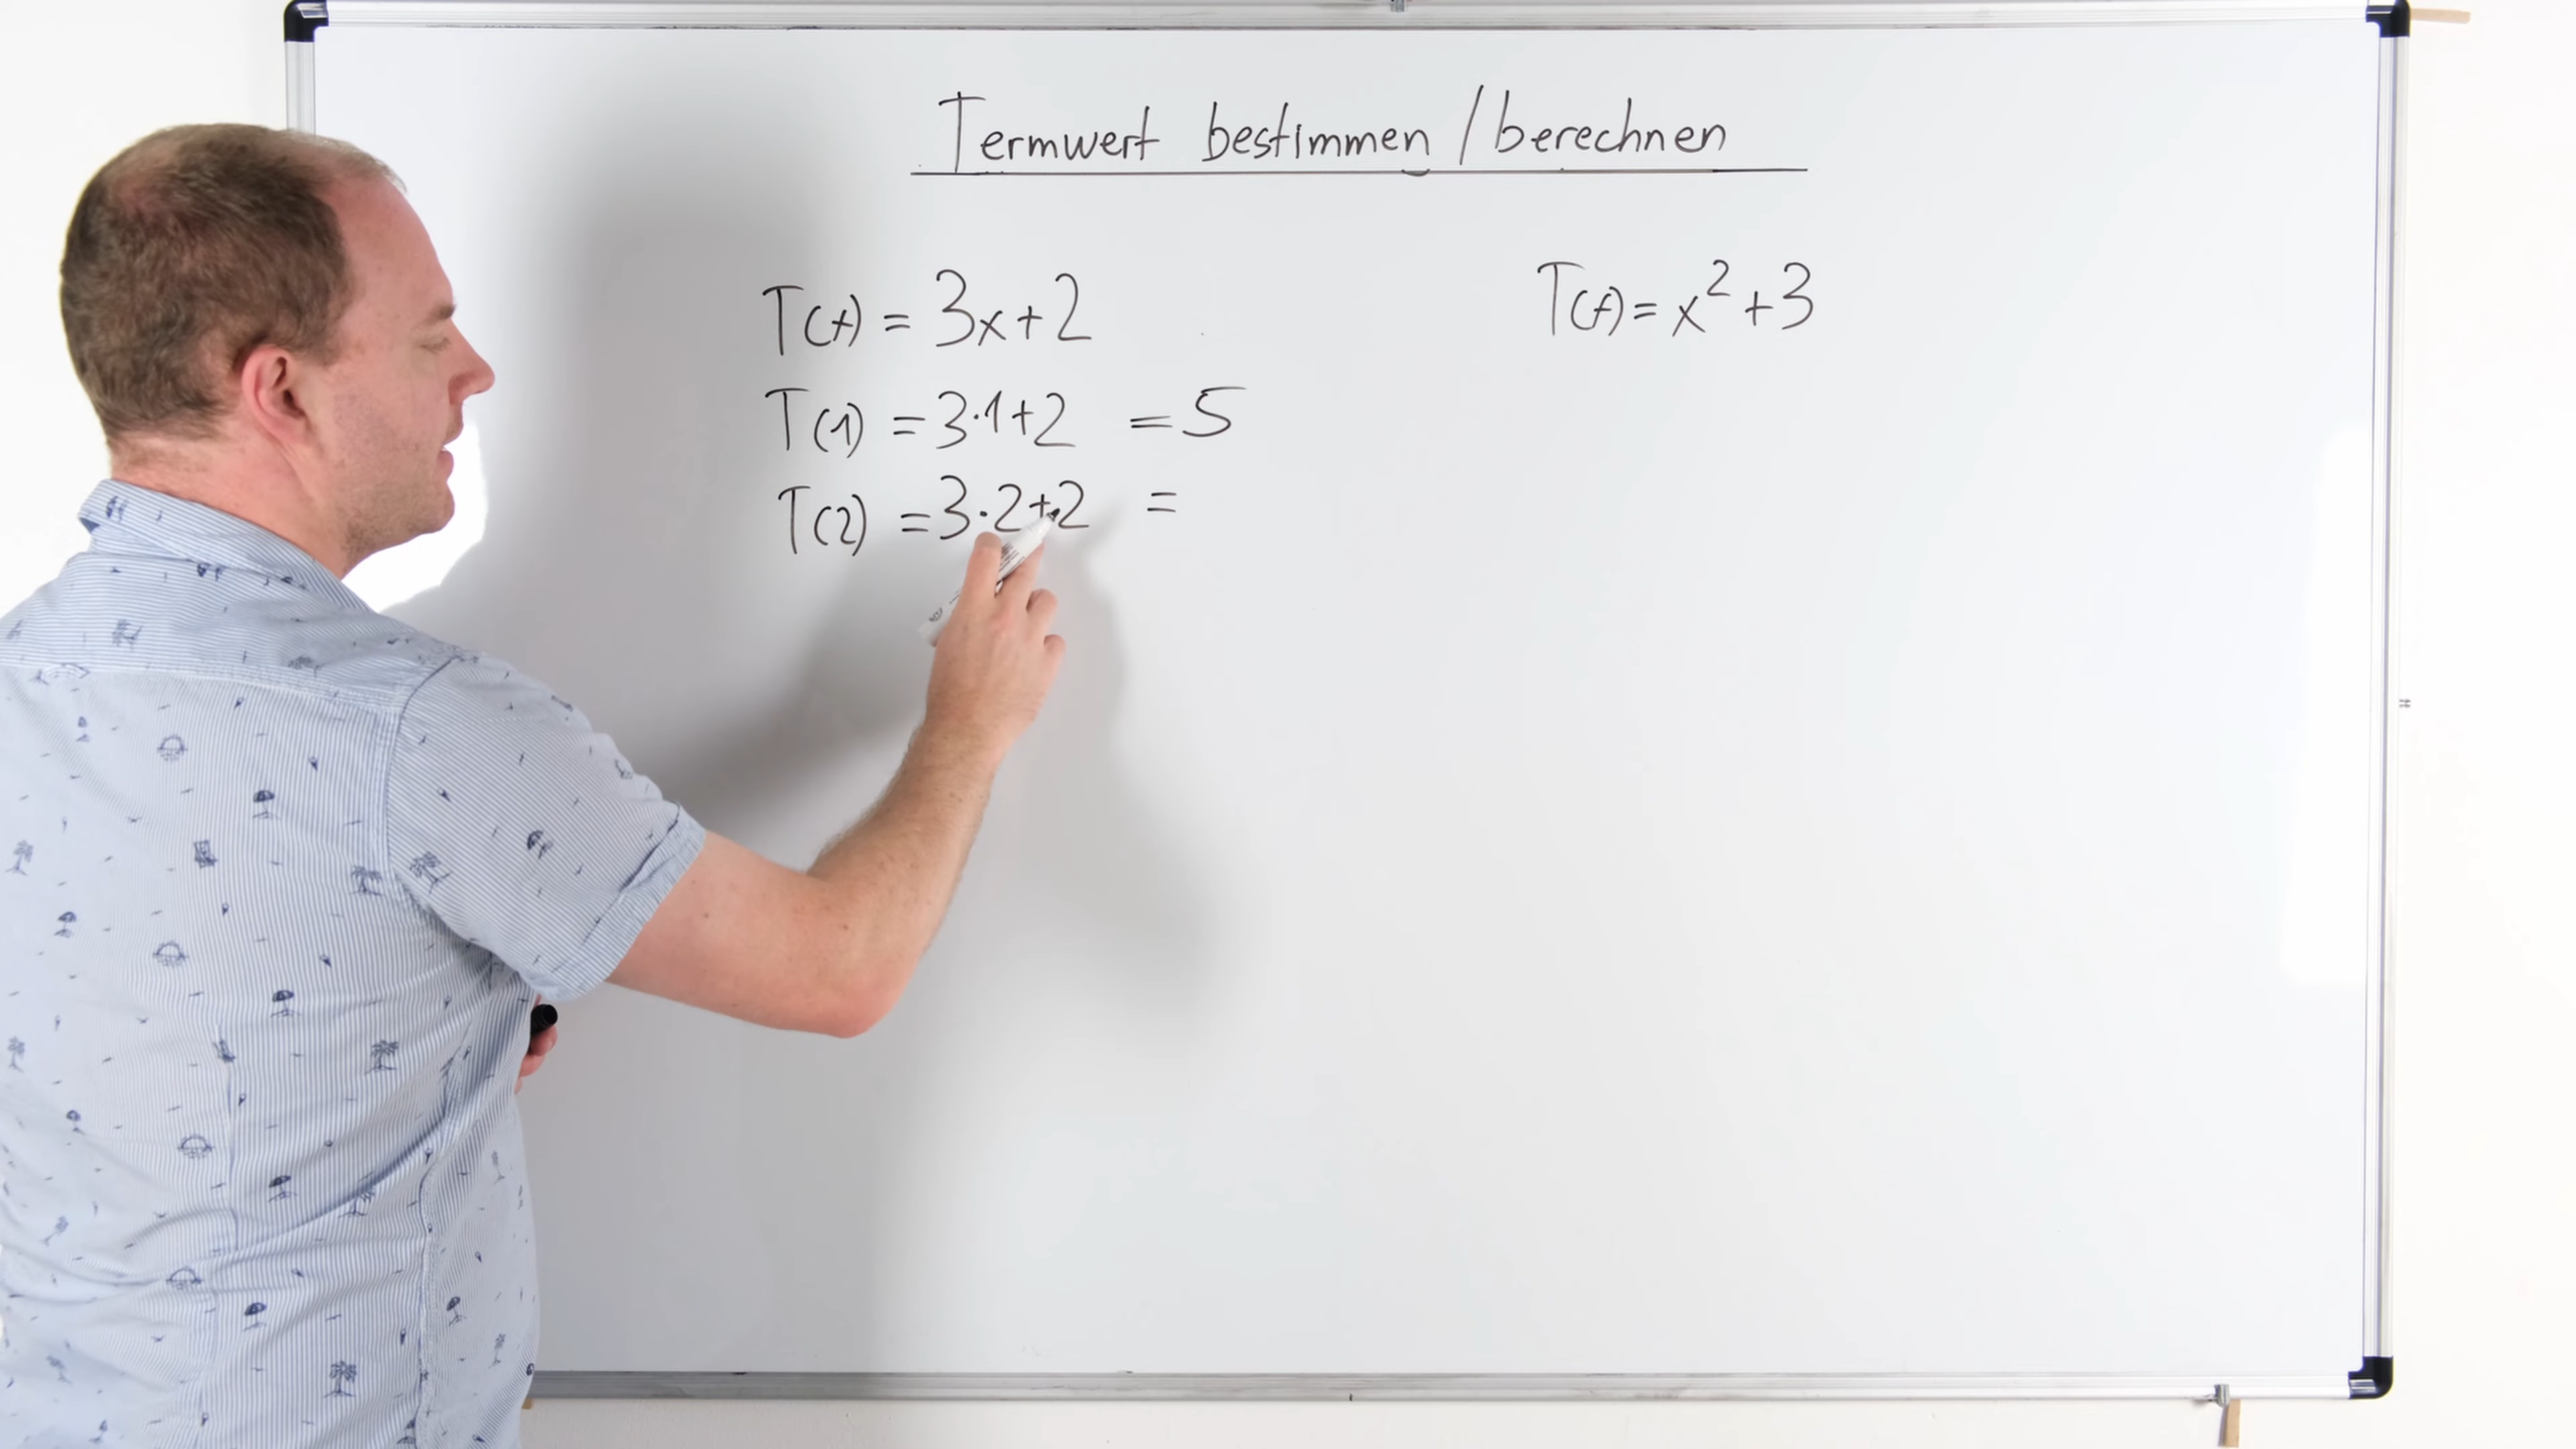 Termwert bestimmen / berechnen
T(x) = 3x+2
T(1) = 3·1+2 = 5
T(2) = 3·2+2 =
T(x) = x²+3